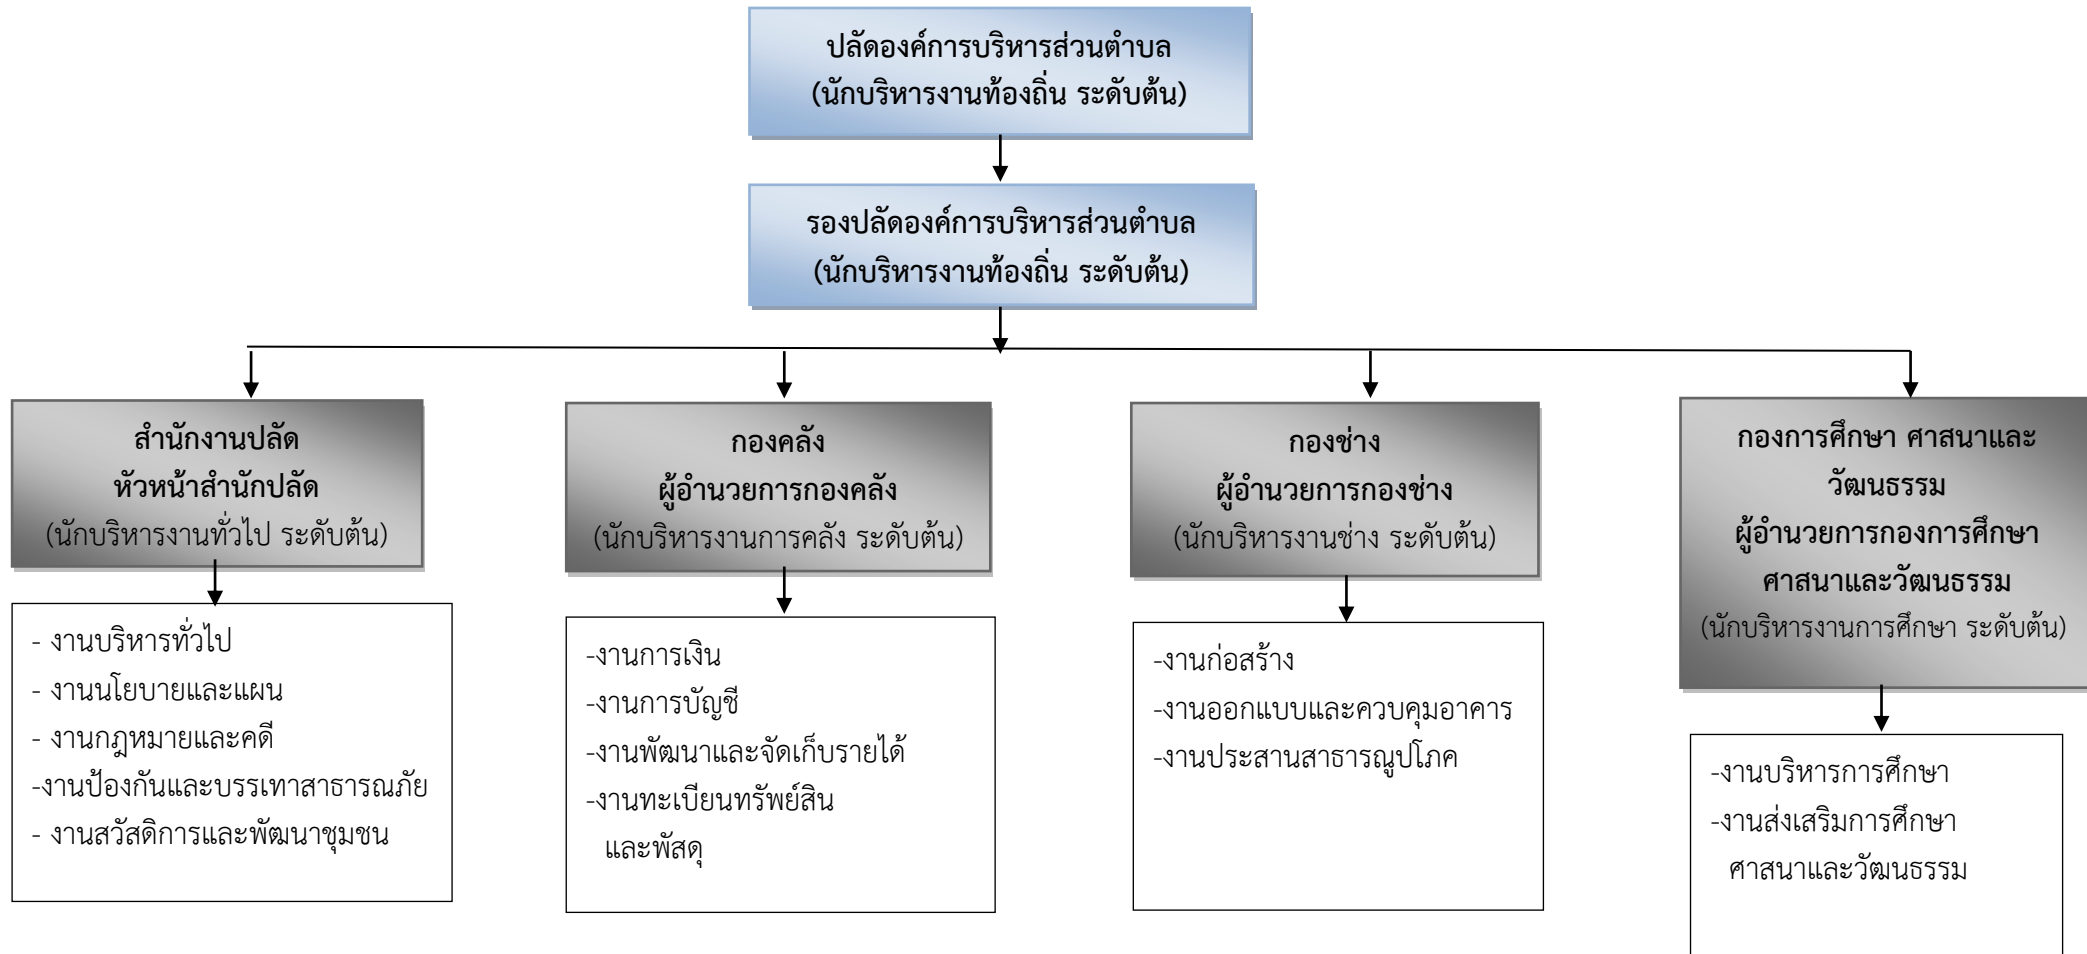 ปลัดองค์การบริหารส่วนตำบล
(นักบริหารงานท้องถิ่น ระดับต้น)
รองปลัดองค์การบริหารส่วนตำบล
(นักบริหารงานท้องถิ่น ระดับต้น)
สำนักงานปลัด
หัวหน้าสำนักปลัด
(นักบริหารงานทั่วไป ระดับต้น)
- งานบริหารทั่วไป
- งานนโยบายและแผน
- งานกฎหมายและคดี
-งานป้องกันและบรรเทาสาธารณภัย
- งานสวัสดิการและพัฒนาชุมชน
กองคลัง
ผู้อำนวยการกองคลัง
(นักบริหารงานการคลัง ระดับต้น)
-งานการเงิน
-งานการบัญชี
-งานพัฒนาและจัดเก็บรายได้
-งานทะเบียนทรัพย์สิน
และพัสดุ
กองช่าง
ผู้อำนวยการกองช่าง
(นักบริหารงานช่าง ระดับต้น)
-งานก่อสร้าง
-งานออกแบบและควบคุมอาคาร
-งานประสานสาธารณูปโภค
กองการศึกษา ศาสนาและ
วัฒนธรรม
ผู้อำนวยการกองการศึกษา
ศาสนาและวัฒนธรรม
(นักบริหารงานการศึกษา ระดับต้น)
-งานบริหารการศึกษา
-งานส่งเสริมการศึกษา
ศาสนาและวัฒนธรรม